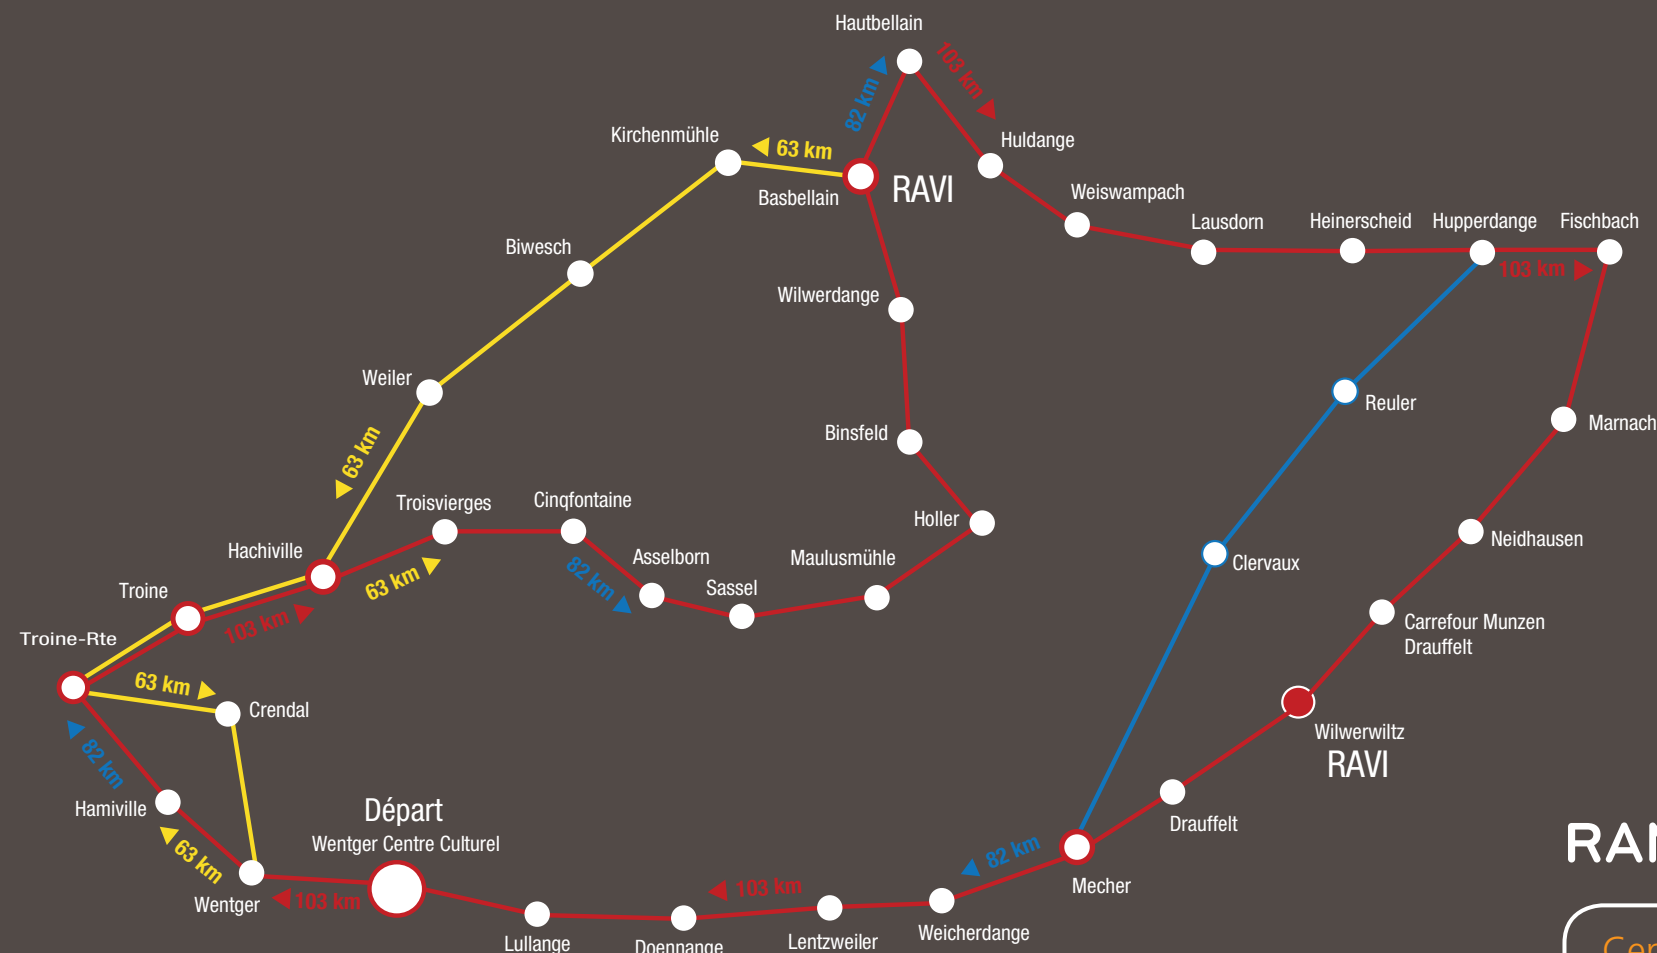 Hautbellain
103 km
82 km
Kirchenmühle
63 km
Huldange
Basbellain
RAVI
Weiswampach
Lausdorn
Heinerscheid
Hupperdange
Fischbach
103 km
Biwesch
Wilwerdange
Weiler
Reuler
Marnach
63 km
Binsfeld
Troisvierges
Cinqfontaine
Holler
Neidhausen
Hachiville
Asselborn
Maulusmühle
Clervaux
63 km
82 km
Sassel
Troine
103 km
Troine-Rte
Carrefour Munzen
Drauffelt
63 km
Crendal
Wilwerwiltz
RAVI
82 km
Hamiville
Départ
Wentger Centre Culturel
Drauffelt
63 km
82 km
Mecher
Wentger
103 km
103 km
Lullange
Doennange
Lentzweiler
Weicherdange